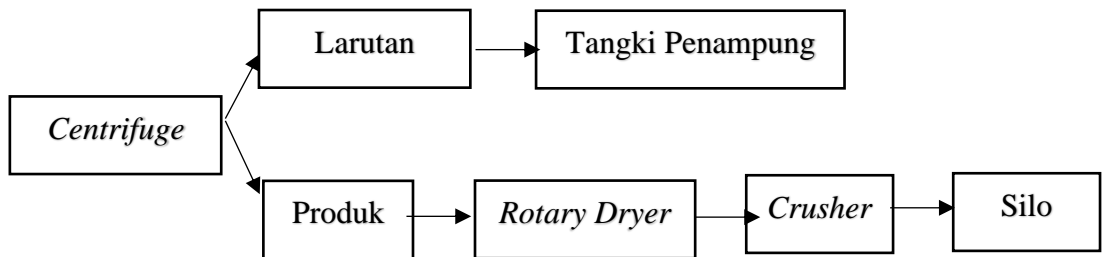 Larutan
Tangki Penampung
Centrifuge
Produk
Rotary Dryer
Crusher
Silo